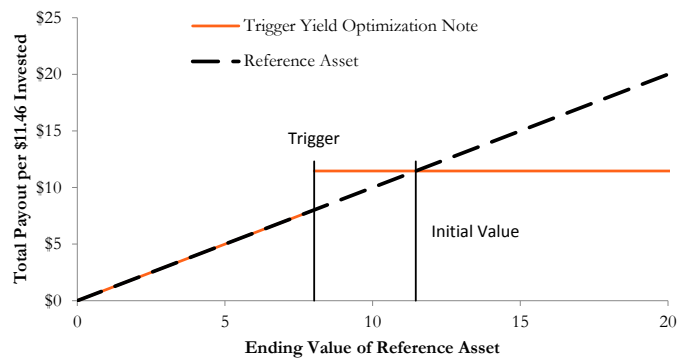 $25
$20
$15
$10
$5
$0
Total Payout per $11.46 Invested
Trigger Yield Optimization Note
Reference Asset
Trigger
Initial Value
0
5
10
15
20
Ending Value of Reference Asset